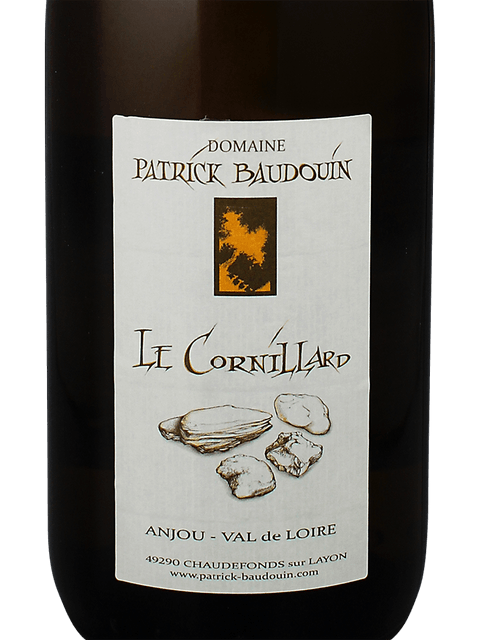 DOMAINE
PATRICK BAUDOUIN
LE CORNILLARD
ANJOU - VAL de LOIRE
49290 CHAUDEFONDS sur LAYON
www.patrick-baudouin.com